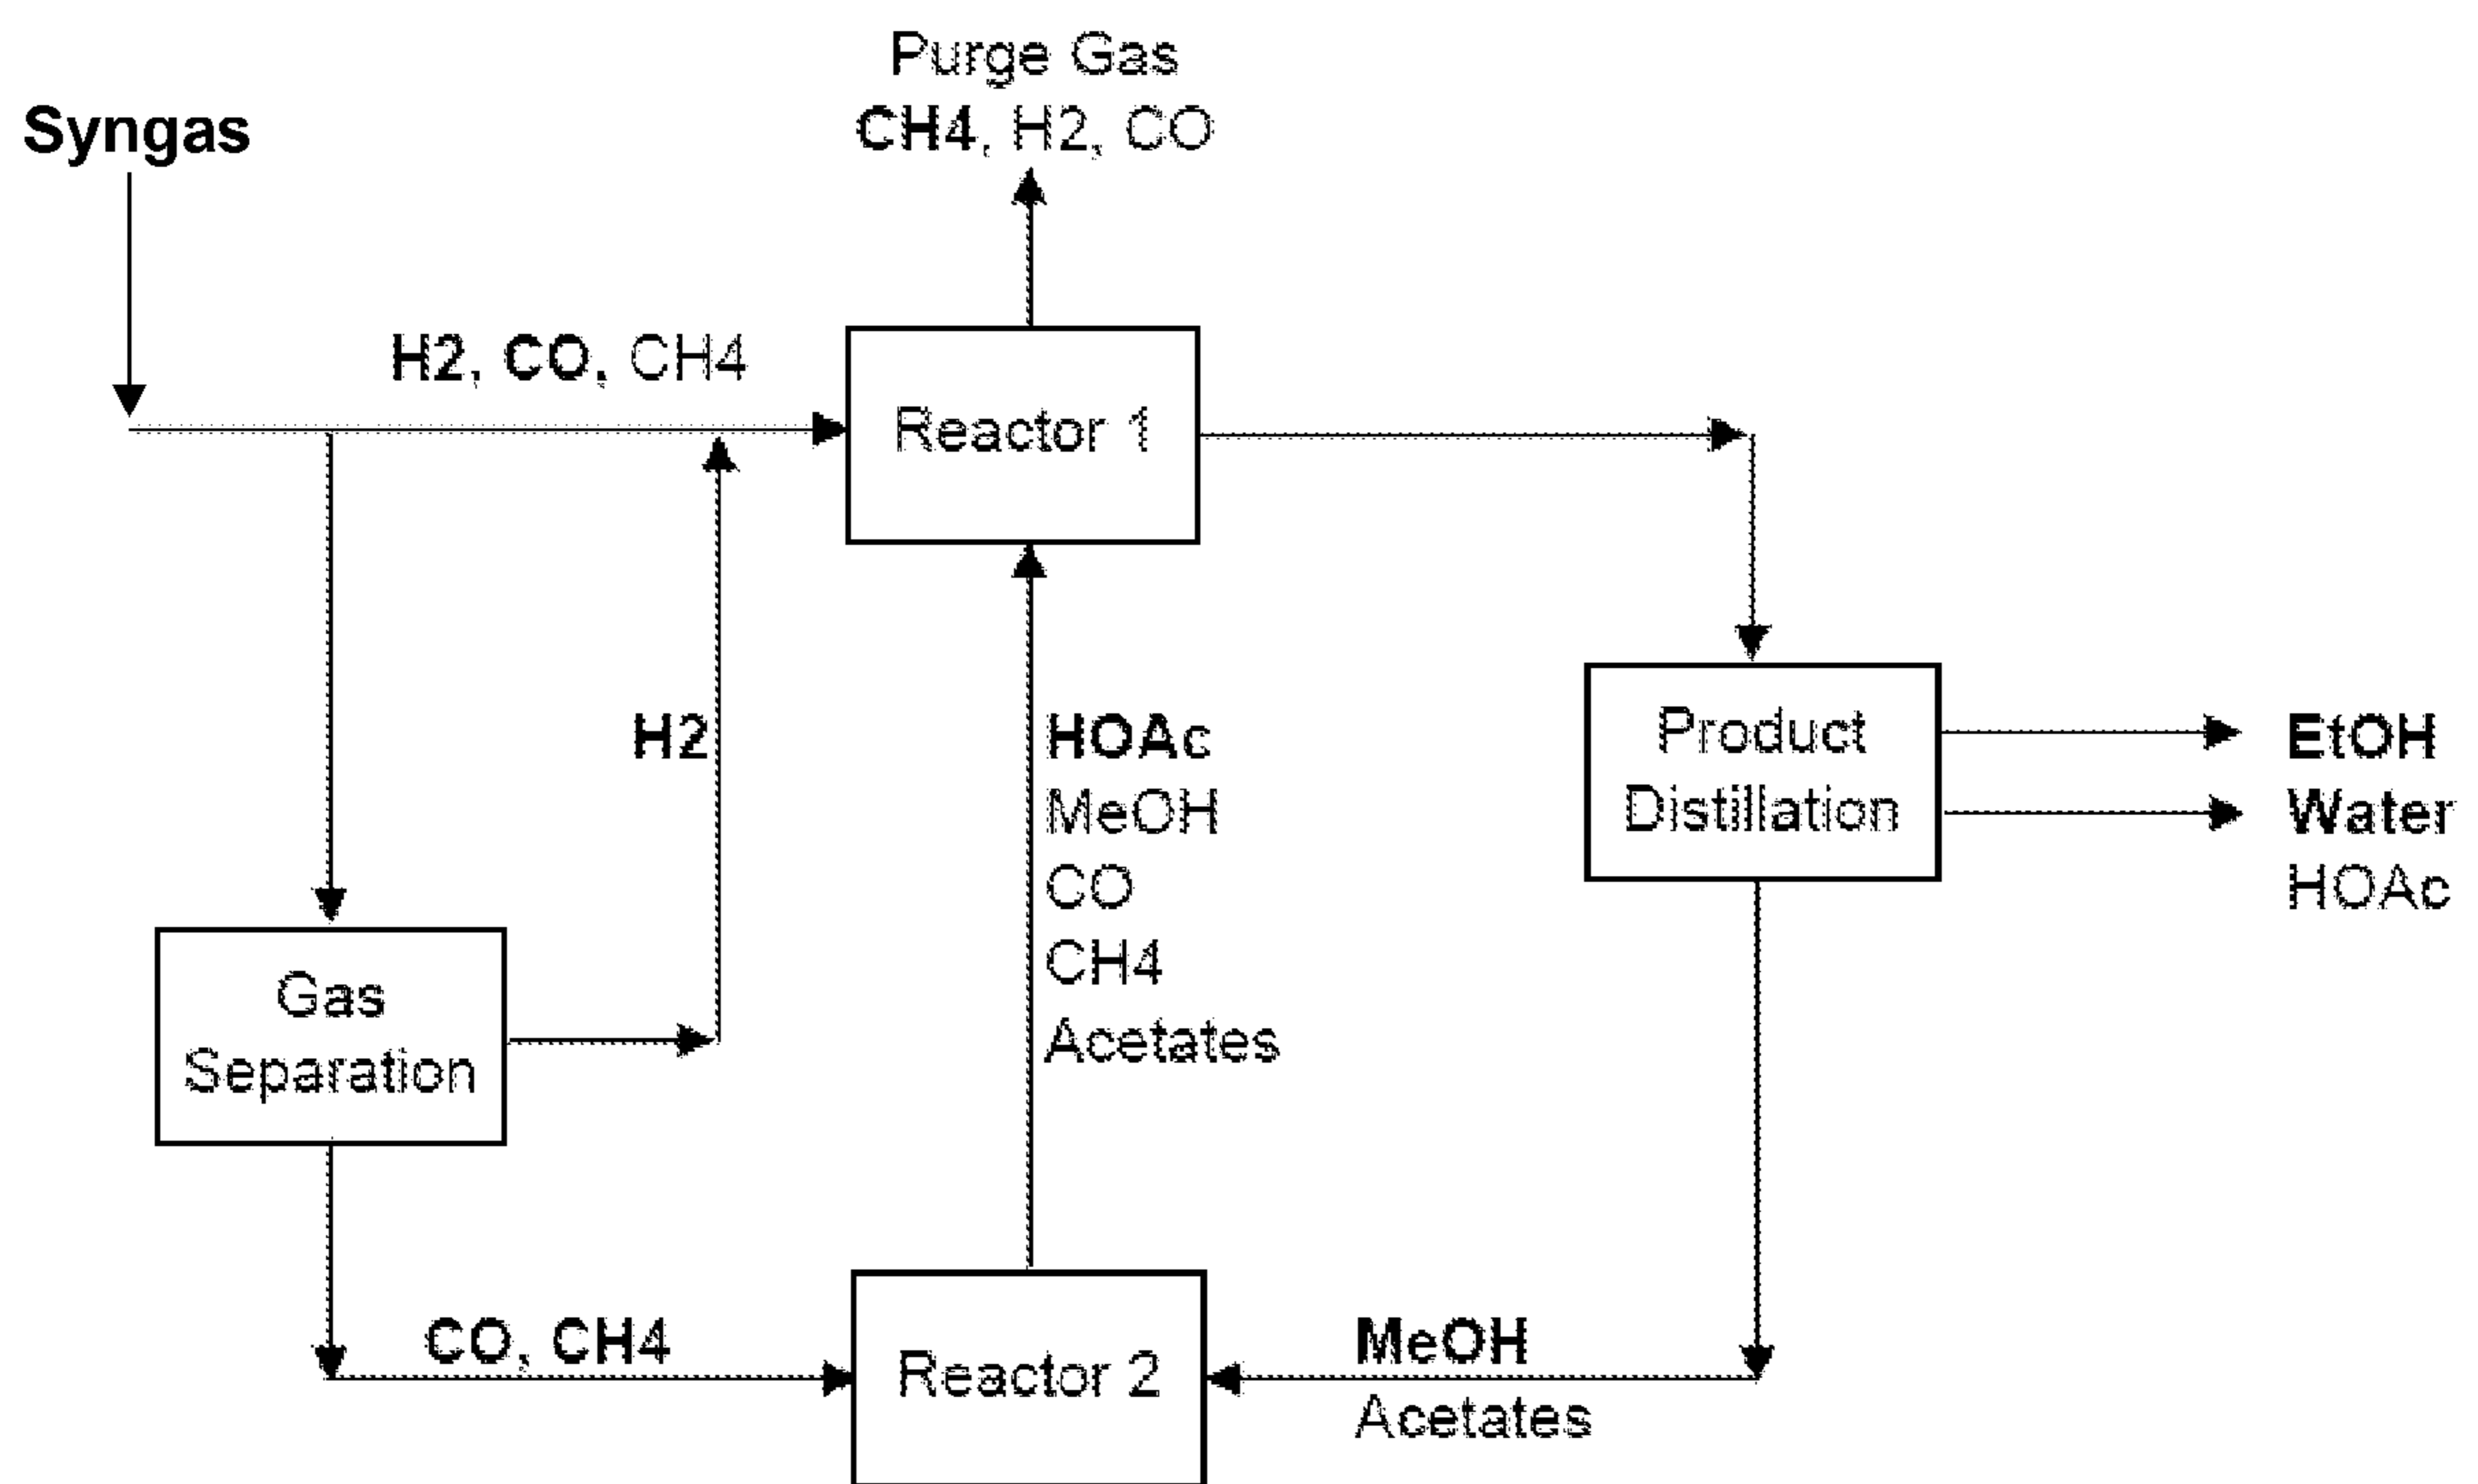 Purge Gas
CH4, H2, CO
Syngas
H2, CO, CH4
Reactor 1
H2
HOAc
MeOH
CO
CH4
Acetates
Product
Distillation
EtOH
Water
HOAc
Gas
Separation
CO, CH4
Reactor 2
MeOH
Acetates